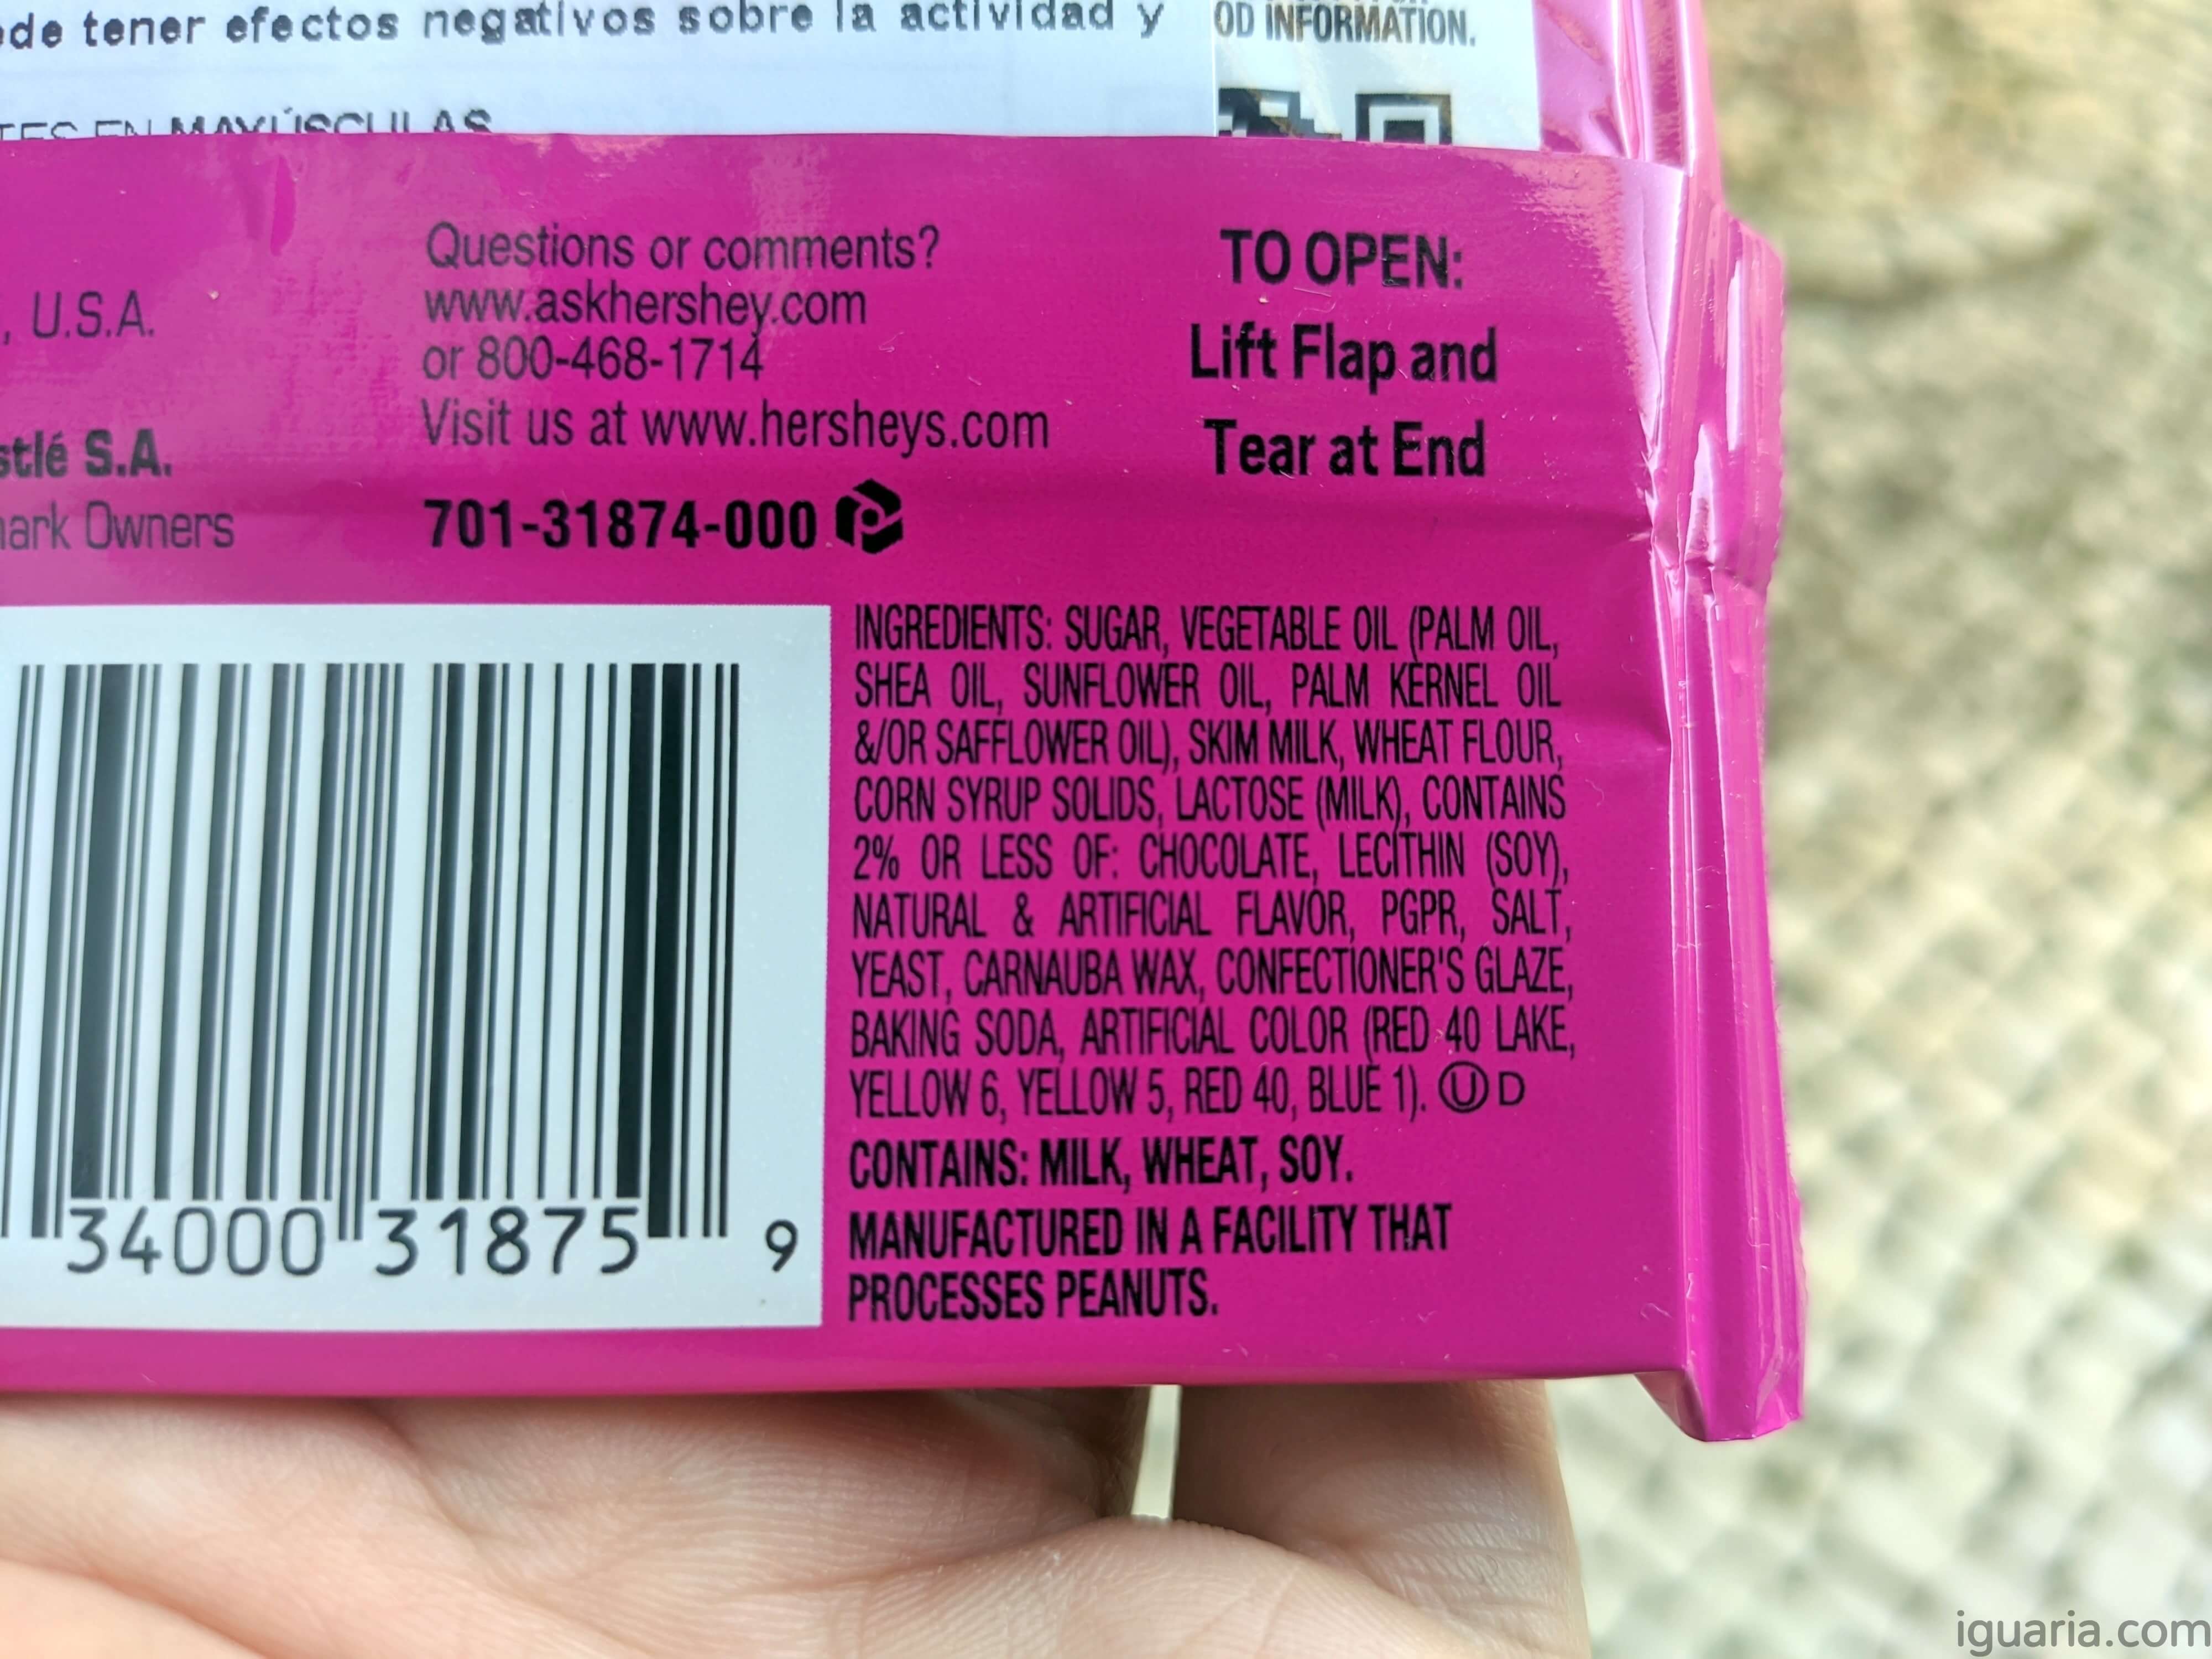 de tener efectos negativos sobre la actividad y
OD INFORMATION.
EN MAYÚSCULAS
, U.S.A.
S.A.
Owners
Questions or comments?
www.askhershey.com
or 800-468-1714
Visit us at www.hersheys.com
701-31874-000
TO OPEN:
Lift Flap and
Tear at End
34000 31875 9
INGREDIENTS: SUGAR, VEGETABLE OIL (PALM OIL,
SHEA OIL, SUNFLOWER OIL, PALM KERNEL OIL
&/OR SAFFLOWER OIL), SKIM MILK, WHEAT FLOUR,
CORN SYRUP SOLIDS, LACTOSE (MILK), CONTAINS
2% OR LESS OF: CHOCOLATE, LECITHIN (SOY),
NATURAL & ARTIFICIAL FLAVOR, PGPR, SALT,
YEAST, CARNAUBA WAX, CONFECTIONER'S GLAZE,
BAKING SODA, ARTIFICIAL COLOR (RED 40 LAKE,
YELLOW 6, YELLOW 5, RED 40, BLUE 1). Ⓤ D
CONTAINS: MILK, WHEAT, SOY.
MANUFACTURED IN A FACILITY THAT
PROCESSES PEANUTS.
iguaria.com